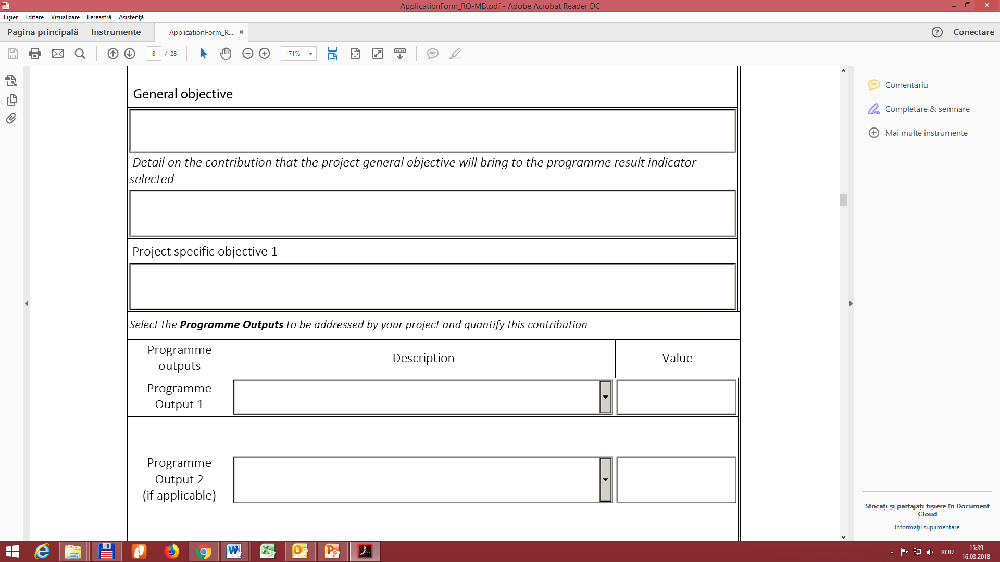 ApplicationForm_RO-MD.pdf - Adobe Acrobat Reader DC
Fișier Editare Vizualizare Fereastră Asistență
Pagina principală Instrumente ApplicationForm_R... × ? Conectare
8 / 28 171%
General objective
Detail on the contribution that the project general objective will bring to the programme result indicator
selected
Project specific objective 1
Select the Programme Outputs to be addressed by your project and quantify this contribution
Programme
outputs
Description
Value
Programme
Output 1
Programme
Output 2
(if applicable)
Comentariu
Completare & semnare
Mai multe instrumente
Stocați și partajați fișiere în Document
Cloud
Informații suplimentare
ROU
15:39
16.03.2018